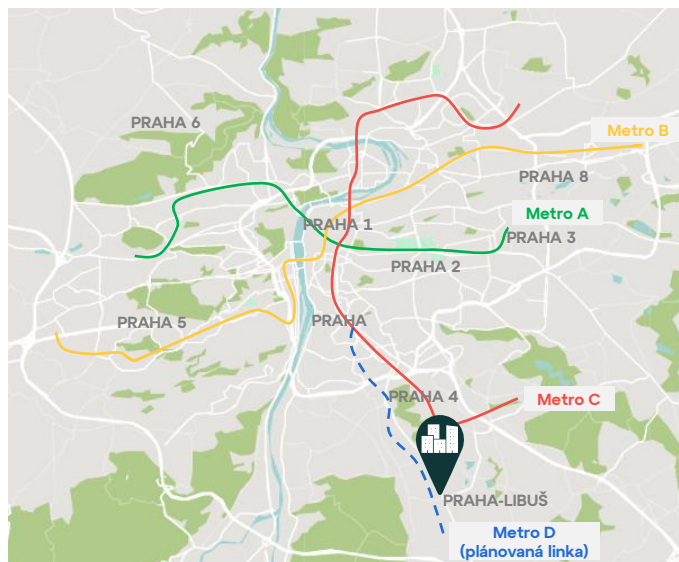 PRAHA 6
Metro B
PRAHA 8
Metro A
PRAHA 1
PRAHA 3
PRAHA 2
PRAHA 5
PRAHA
PRAHA 4
Metro C
PRAHA-LIBUŠ
Metro D
(plánovaná linka)